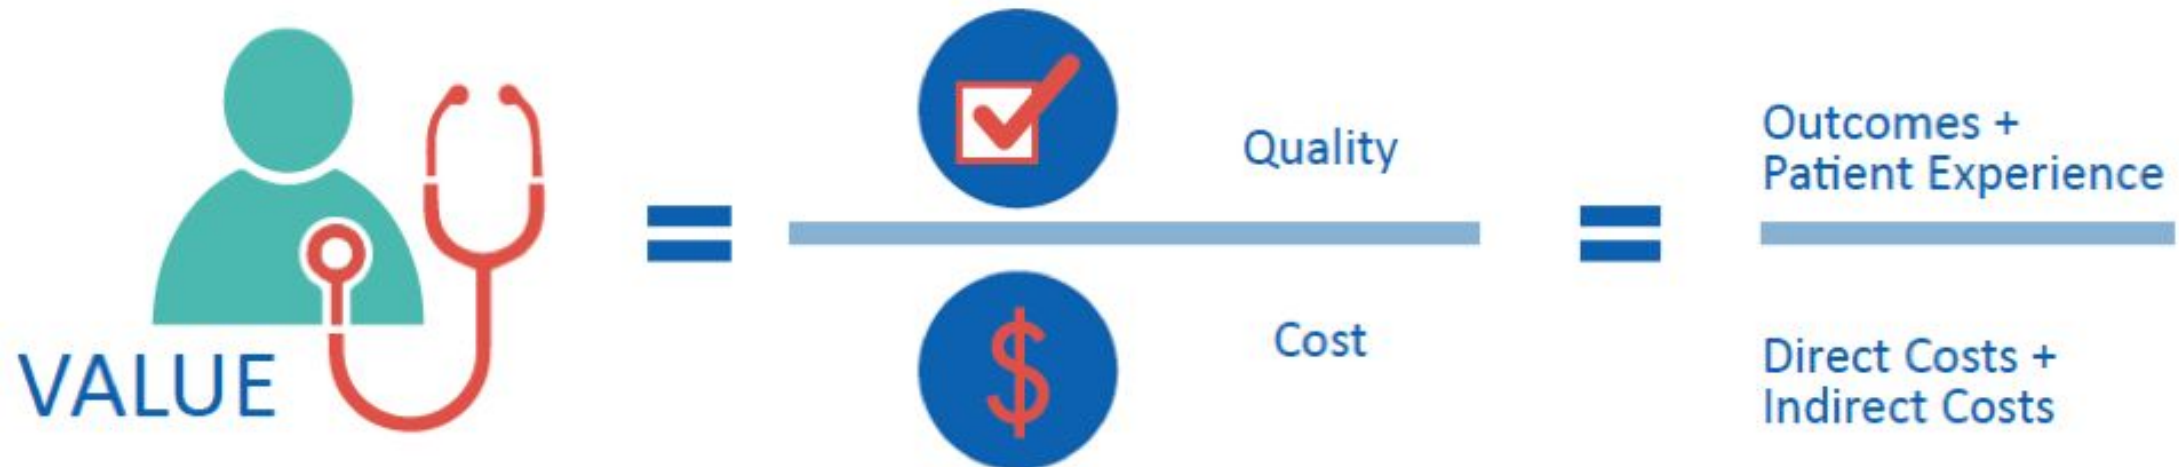 VALUE
=
Quality
Cost
=
Outcomes +
Patient Experience
Direct Costs +
Indirect Costs
$